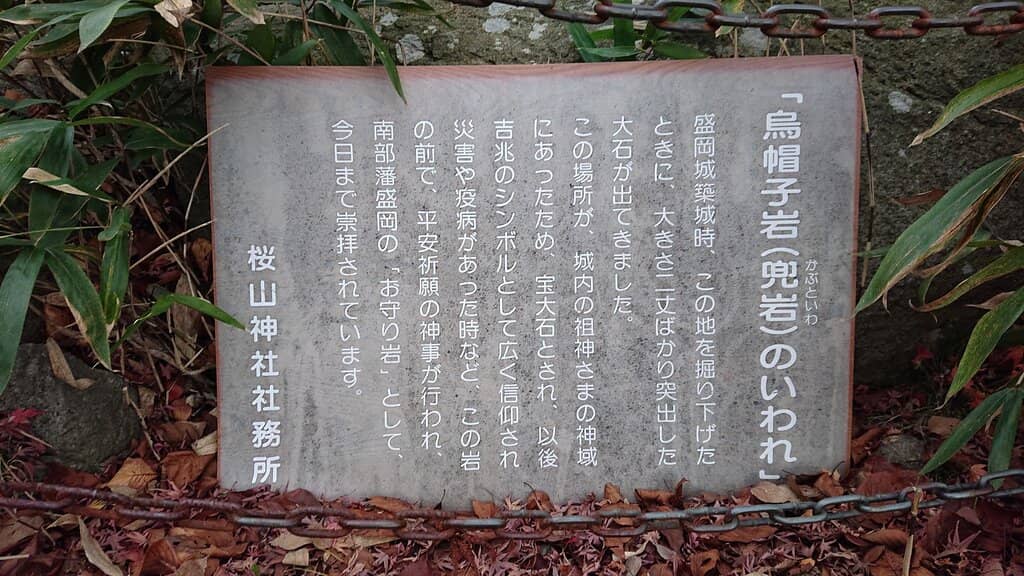 「烏帽子岩(兜岩)のいわれ」
かぶといわ
盛岡城築城時、この地を掘り下げた
ときに、大きさ二丈ばかり突出した
大石が出てきました。
この場所が、城内の祖神さまの神域
にあったため、宝大石とされ、以後
吉兆のシンボルとして広く信仰され
災害や疫病があった時など、この岩
の前で、平安祈願の神事が行われ、
南部藩盛岡の「お守り岩」として、
今日まで崇拝されています。
桜山神社社務所